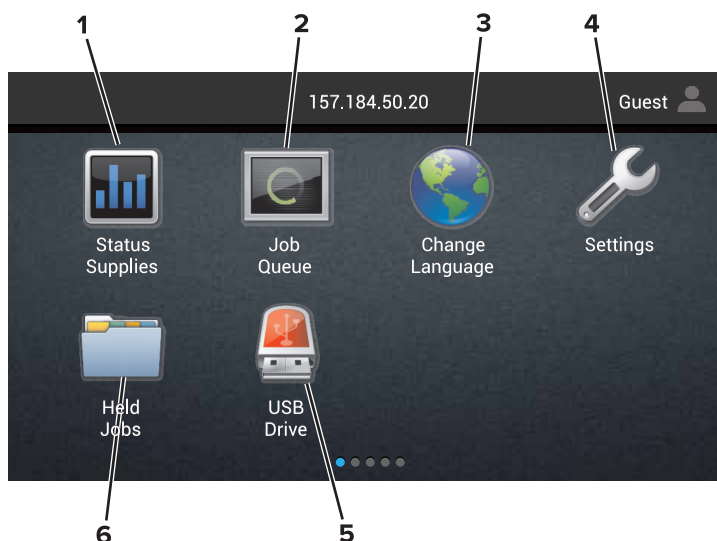 1 2 3 4
157.184.50.20 Guest
Status Supplies
Job Queue
Change Language
Settings
Held Jobs
USB Drive
6 5